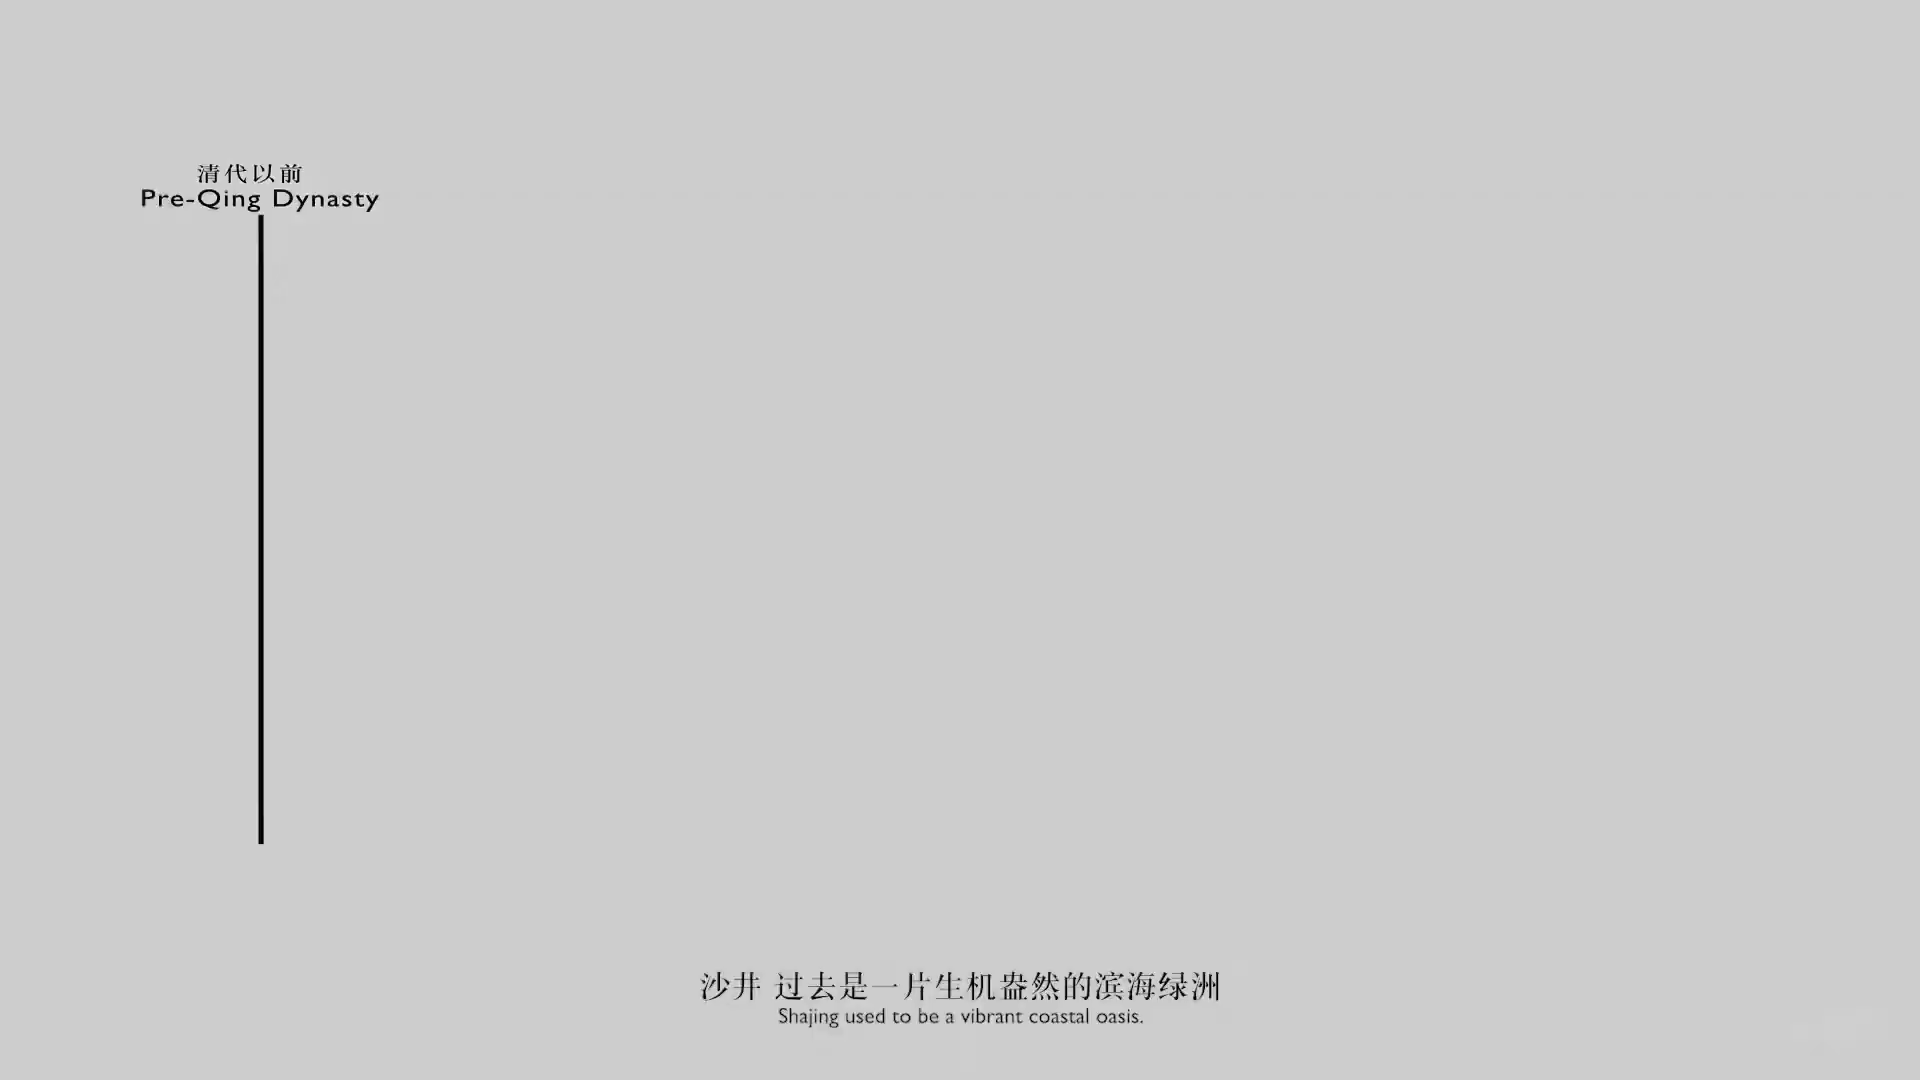 清代以前
Pre-Qing Dynasty
沙井 过去是一片生机盎然的滨海绿洲
Shajing used to be a vibrant coastal oasis.